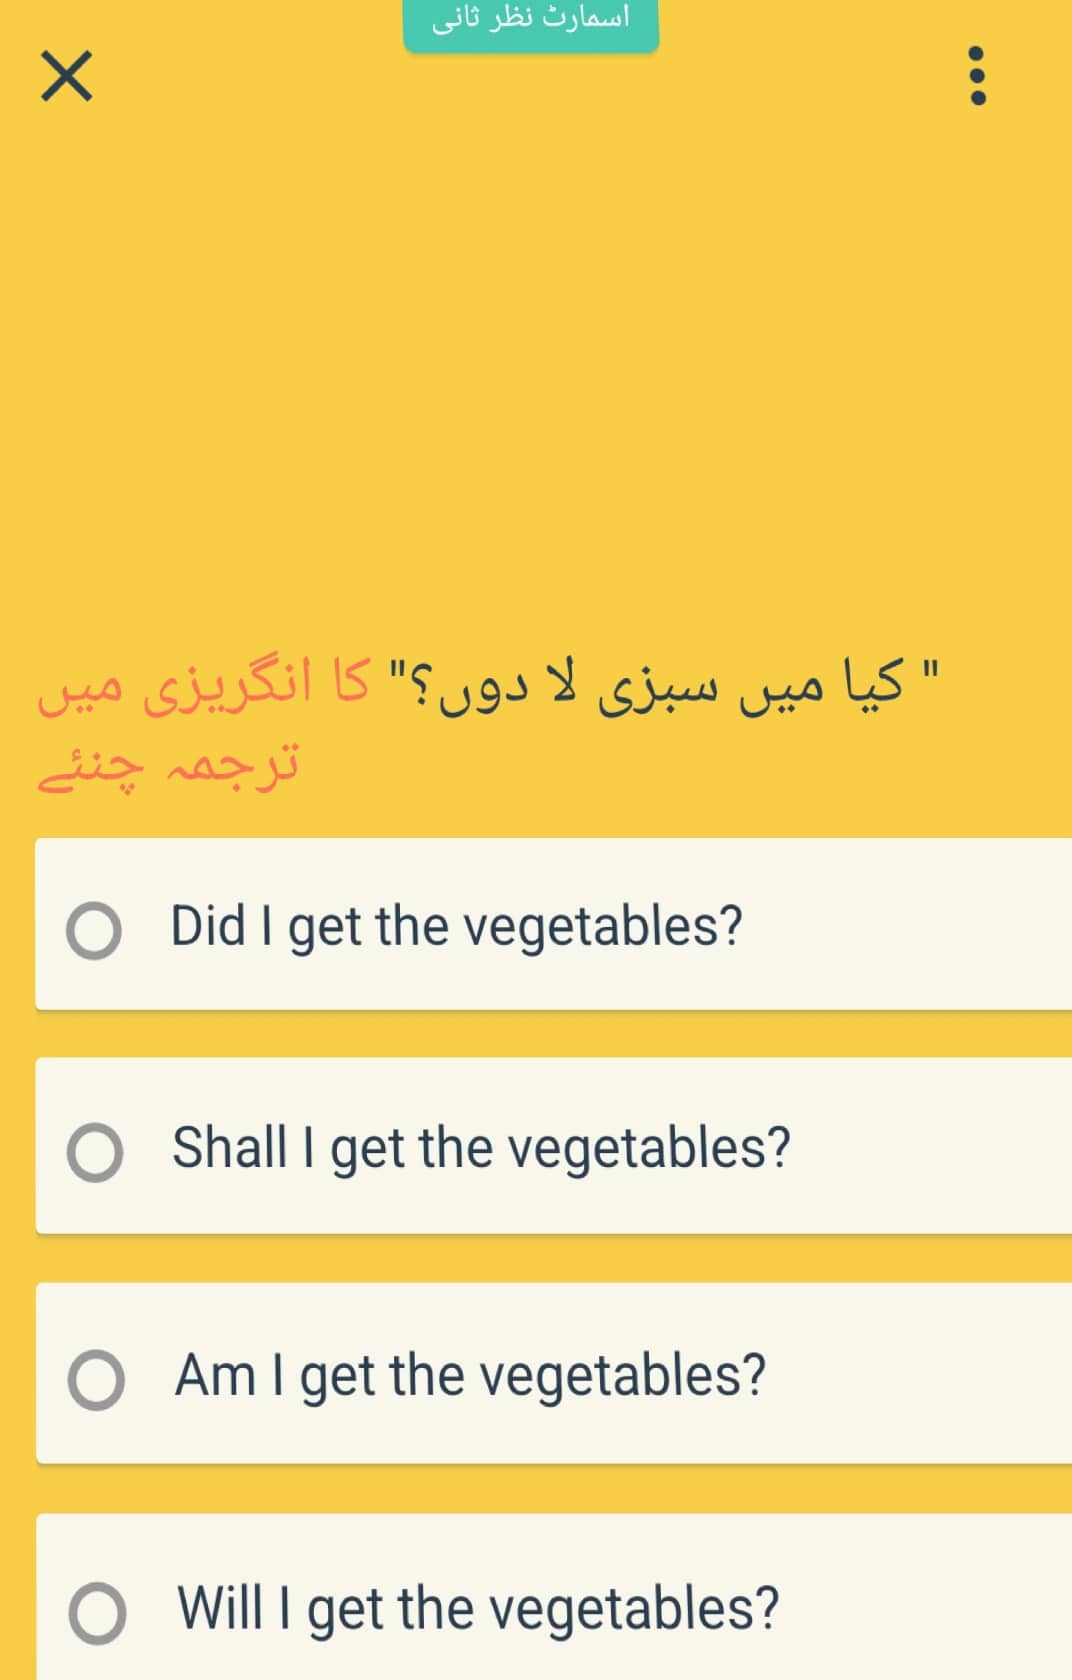 اسمارٹ نظر ثانی
" کیا میں سبزی لا دوں؟" کا انگریزی میں
ترجمہ چنئے
Did I get the vegetables?
Shall I get the vegetables?
Am I get the vegetables?
Will I get the vegetables?